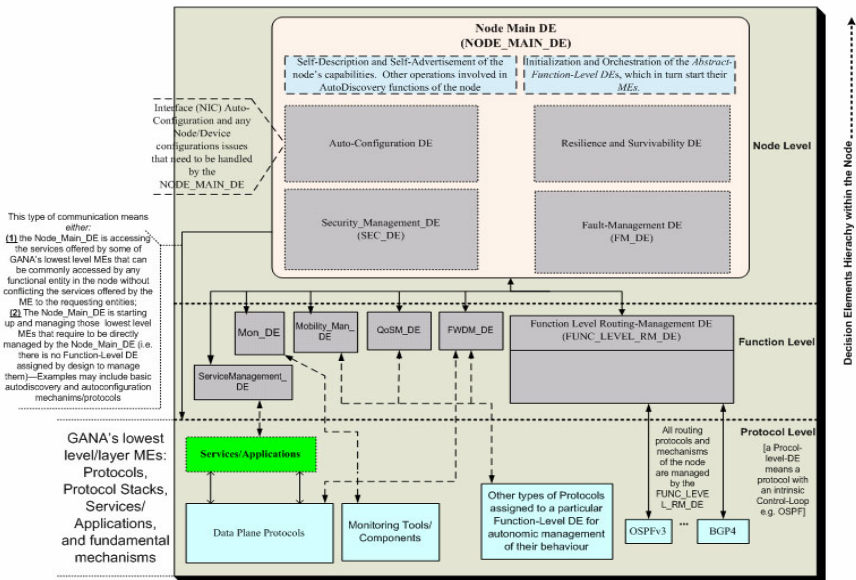 Node Main DE
(NODE_MAIN_DE)
Self-Description and Self-Advertisement of the
node's capabilities. Other operations involved in
AutoDiscovery functions of the node
Initialization and Orchestration of the Abstract-
Function-Level DEs, which in turn start their
MEs.
Interface (NIC) Auto-
Configuration and any
Node/Device
configurations issues
that need to be handled
by the
NODE_MAIN_DE
Auto-Configuration DE
Resilience and Survivability DE
Security_Management_DE
(SEC_DE)
Fault-Management DE
(FM_DE)
Node Level
Decision Elements Hierachy within the Node
This type of communication means
either:
(1) the Node_Main_DE is accessing
the services offered by some of
GANA's lowest level MEs that can
be commonly accessed by any
functional entity in the node without
conflicting the services offered by the
ME to the requesting entities;
(2) The Node_Main_DE is starting
up and managing those lowest level
MEs that require to be directly
managed by the Node_Main_DE (i.e.
there is no Function-Level DE
assigned by design to manage
them)—Examples may include basic
autodiscovery and autoconfiguration
mechanims/protocols
Mon_DE
Mobility_Man_
DE
QoSM_DE
FWDM_DE
Function Level Routing-Management DE
(FUNC_LEVEL_RM_DE)
Function Level
ServiceManagement_
DE
GANA's lowest
level/layer MEs:
Protocols,
Protocol Stacks,
Services/
Applications,
and fundamental
mechanisms
Services/Applications
Data Plane Protocols
Monitoring Tools/
Components
Other types of Protocols
assigned to a particular
Function-Level DE for
autonomic management
of their behaviour
All routing
protocols and
mechanisms
of the node
are managed
by the
FUNC_LEVE
L_RM_DE
OSPFv3
...
BGP4
Protocol Level
[a Procol-
level-DE
means a
protocol with
an intrinsic
Control-Loop
e.g. OSPF]